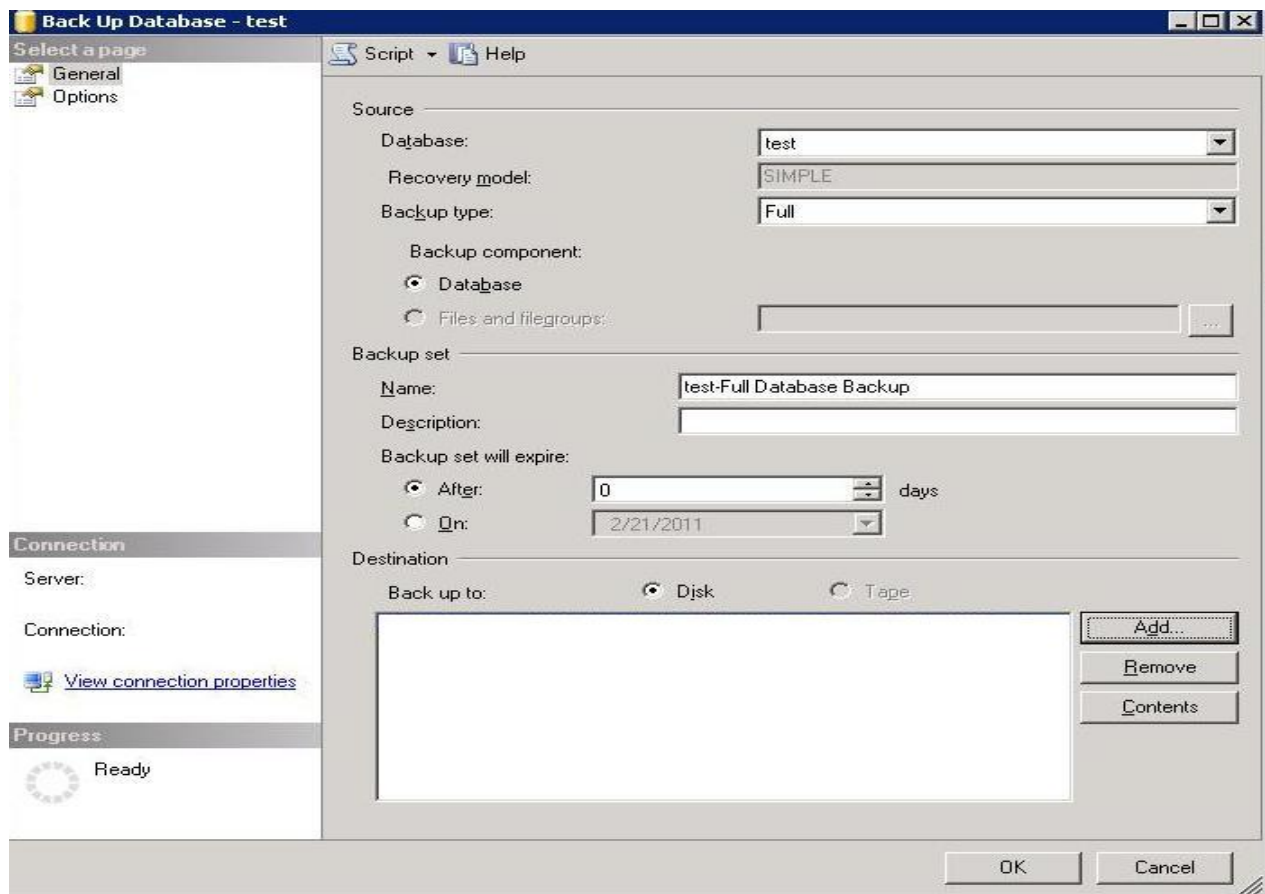 Back Up Database - test
Select a page
General
Options
Script Help
Source
Database: test
Recovery model: SIMPLE
Backup type: Full
Backup component:
Database
Files and filegroups: ...
Backup set
Name: test-Full Database Backup
Description:
Backup set will expire:
After: 0 days
On: 2/21/2011
Destination
Back up to: Disk Tape
Add...
Remove
Contents
Connection
Server:
Connection:
View connection properties
Progress
Ready
OK Cancel